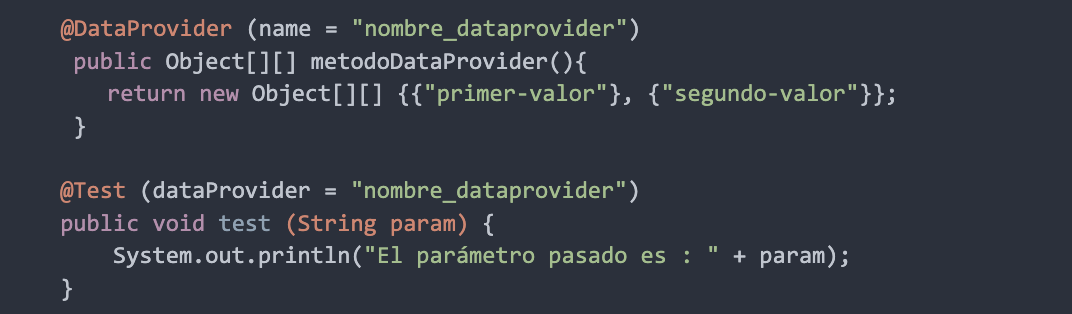 @DataProvider (name = "nombre_dataprovider")
public Object[][] metodoDataProvider(){
return new Object[][] {{"primer-valor"}, {"segundo-valor"}};
}
@Test (dataProvider = "nombre_dataprovider")
public void test (String param) {
System.out.println("El parámetro pasado es : " + param);
}